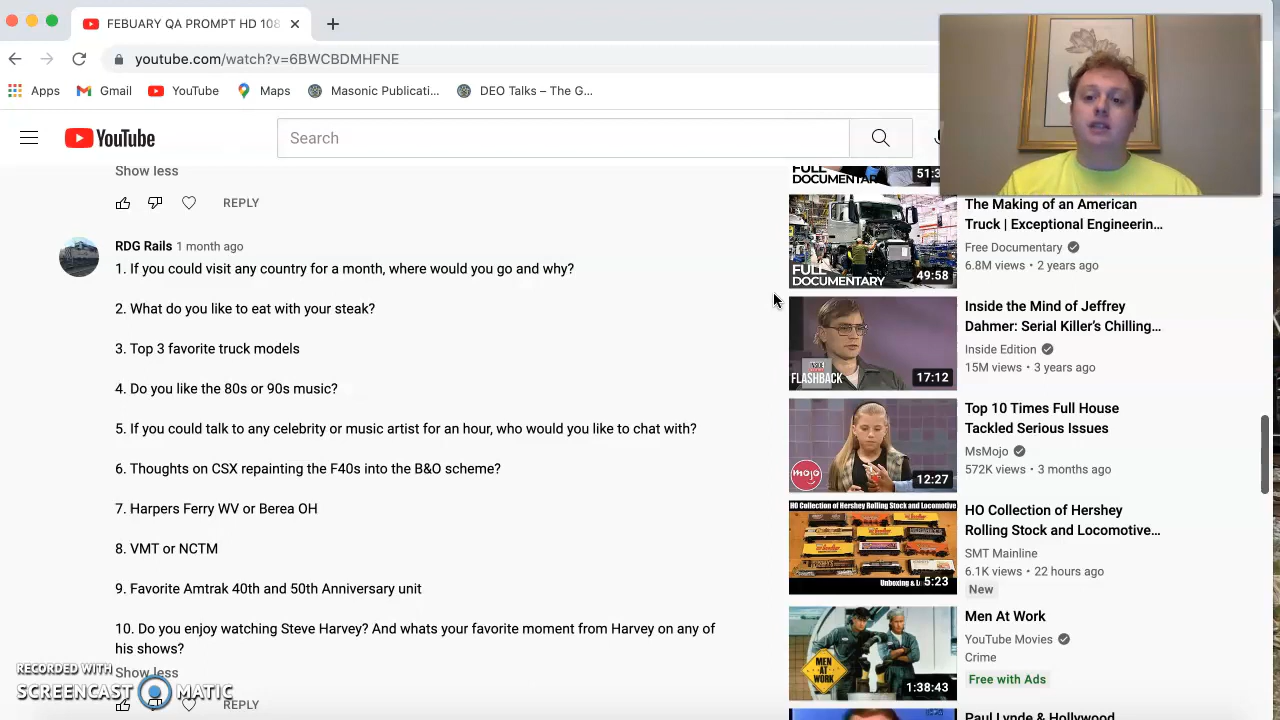 FEBUARY QA PROMPT HD 108
youtube.com/watch?v=6BWCBDMHFNE
Apps
Gmail
YouTube
Maps
Masonic Publicati...
DEO Talks – The G...
YouTube
Search
Show less
REPLY
RDG Rails 1 month ago
1. If you could visit any country for a month, where would you go and why?
2. What do you like to eat with your steak?
3. Top 3 favorite truck models
4. Do you like the 80s or 90s music?
5. If you could talk to any celebrity or music artist for an hour, who would you like to chat with?
6. Thoughts on CSX repainting the F40s into the B&O scheme?
7. Harpers Ferry WV or Berea OH
8. VMT or NCTM
9. Favorite Amtrak 40th and 50th Anniversary unit
10. Do you enjoy watching Steve Harvey? And whats your favorite moment from Harvey on any of
his shows?
Show less
REPLY
RECORDED WITH
SCREENCAST MATIC
FULL
DOCUMENTARY
51:3
FULL
DOCUMENTARY
49:58
The Making of an American
Truck | Exceptional Engineerin...
Free Documentary
6.8M views • 2 years ago
FLASHBACK
17:12
Inside the Mind of Jeffrey
Dahmer: Serial Killer's Chilling...
Inside Edition
15M views • 3 years ago
mojo
12:27
Top 10 Times Full House
Tackled Serious Issues
MsMojo
572K views • 3 months ago
HO Collection of Hershey Rolling Stock and Locomotive
5:23
HO Collection of Hershey
Rolling Stock and Locomotive...
SMT Mainline
6.1K views • 22 hours ago
New
MEN AT WORK
1:38:43
Men At Work
YouTube Movies
Crime
Free with Ads
Paul Lynde & Hollywood